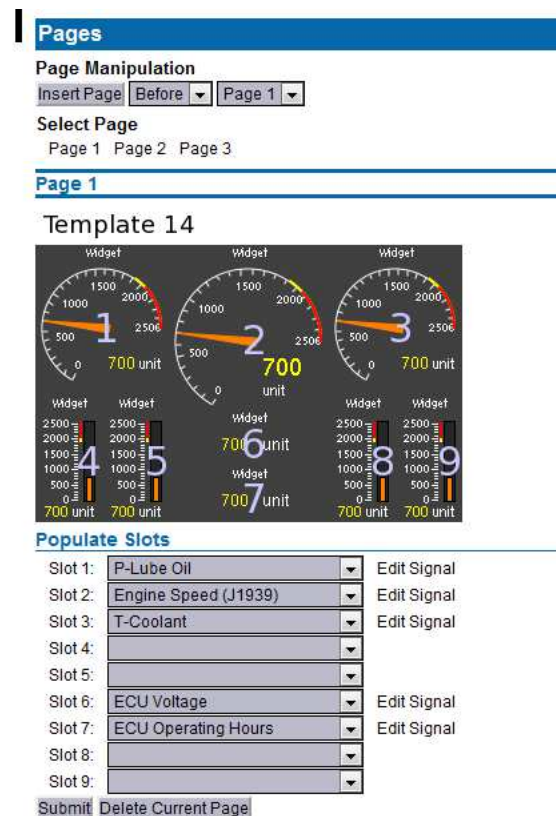 Pages
Page Manipulation
Insert Page Before Page 1
Select Page
Page 1 Page 2 Page 3
Page 1
Template 14
Widget Widget Widget
0 500 1000 1500 2000 2500
1
700 unit
0 500 1000 1500 2000 2500
2
700
unit
0 500 1000 1500 2000 2500
3
700 unit
Widget Widget Widget Widget Widget
2500 2500 2500 2500
2000 2000 2000 2000
1500 1500 1500 1500
1000 1000 1000 1000
500 500 500 500
0 0 0 0
4 5 6 8 9
700 unit
Widget
7
700 unit
700 unit 700 unit 700 unit 700 unit
Populate Slots
Slot 1: P-Lube Oil Edit Signal
Slot 2: Engine Speed (J1939) Edit Signal
Slot 3: T-Coolant Edit Signal
Slot 4:
Slot 5:
Slot 6: ECU Voltage Edit Signal
Slot 7: ECU Operating Hours Edit Signal
Slot 8:
Slot 9:
Submit Delete Current Page